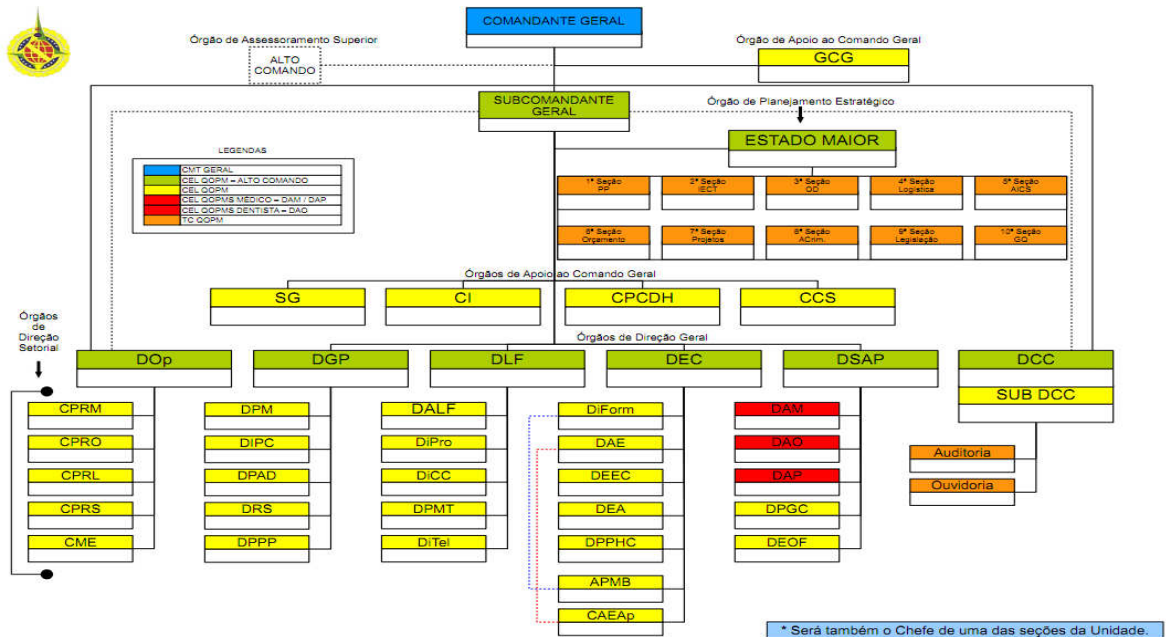 COMANDANTE GERAL
Órgão de Assessoramento Superior
ALTO
COMANDO
Órgão de Apoio ao Comando Geral
GCG
SUBCOMANDANTE
GERAL
Órgão de Planejamento Estratégico
ESTADO MAIOR
LEGENDAS
CMT GERAL
CEL QOPM – ALTO COMANDO
CEL QOPM
CEL QOPMS MÉDICO – DAM / DAP
CEL QOPMS DENTISTA – DAO
TC QOPM
1ª Seção
PP
2ª Seção
IECT
3ª Seção
OD
4ª Seção
Logística
5ª Seção
AICS
6ª Seção
Orçamento
7ª Seção
Projetos
8ª Seção
ACrim.
9ª Seção
Legislação
10ª Seção
GQ
Órgãos de Apoio ao Comando Geral
SG
CI
CPCDH
CCS
Órgãos
de
Direção
Setorial
Órgãos de Direção Geral
DOp
DGP
DLF
DEC
DSAP
DCC
SUB DCC
CPRM
CPRO
CPRL
CPRS
CME
DPM
DIPC
DPAD
DRS
DPPP
DALF
DiPro
DiCC
DPMT
DiTel
DiForm
DAE
DEEC
DEA
DPPHC
APMB
CAEAp
DAM
DAO
DAP
DPGC
DEOF
Auditoria
Ouvidoria
* Será também o Chefe de uma das seções da Unidade.